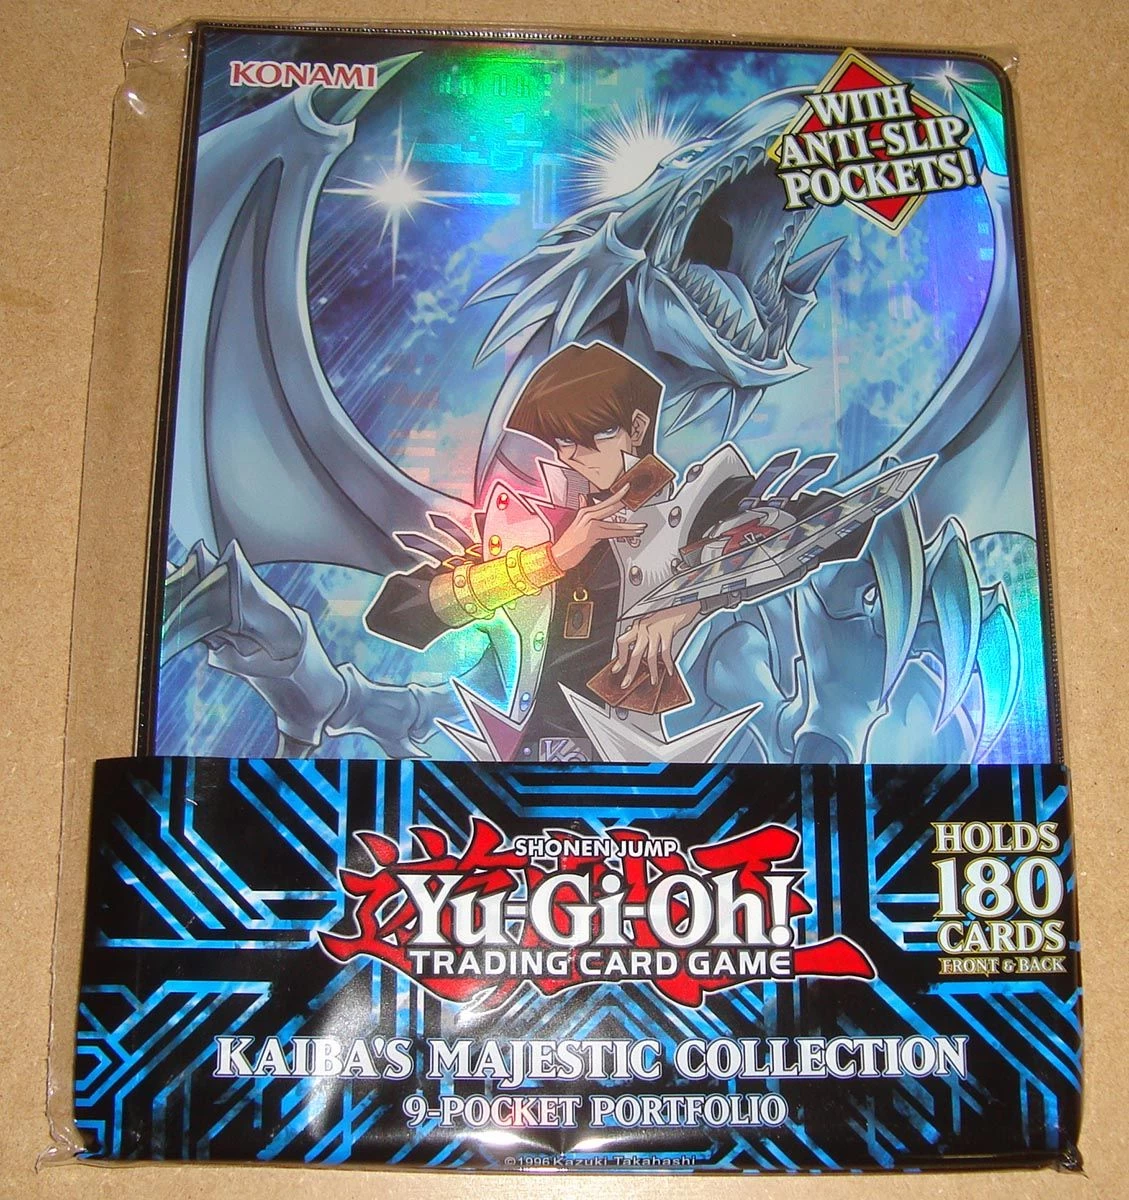 KONAMI
WITH
ANTI-SLIP
POCKETS!
SHONEN JUMP
Yu-Gi-Oh!
TRADING CARD GAME
HOLDS
180
CARDS
FRONT & BACK
KAIBA'S MAJESTIC COLLECTION
9-POCKET PORTFOLIO
©1996 Kazuki Takahashi